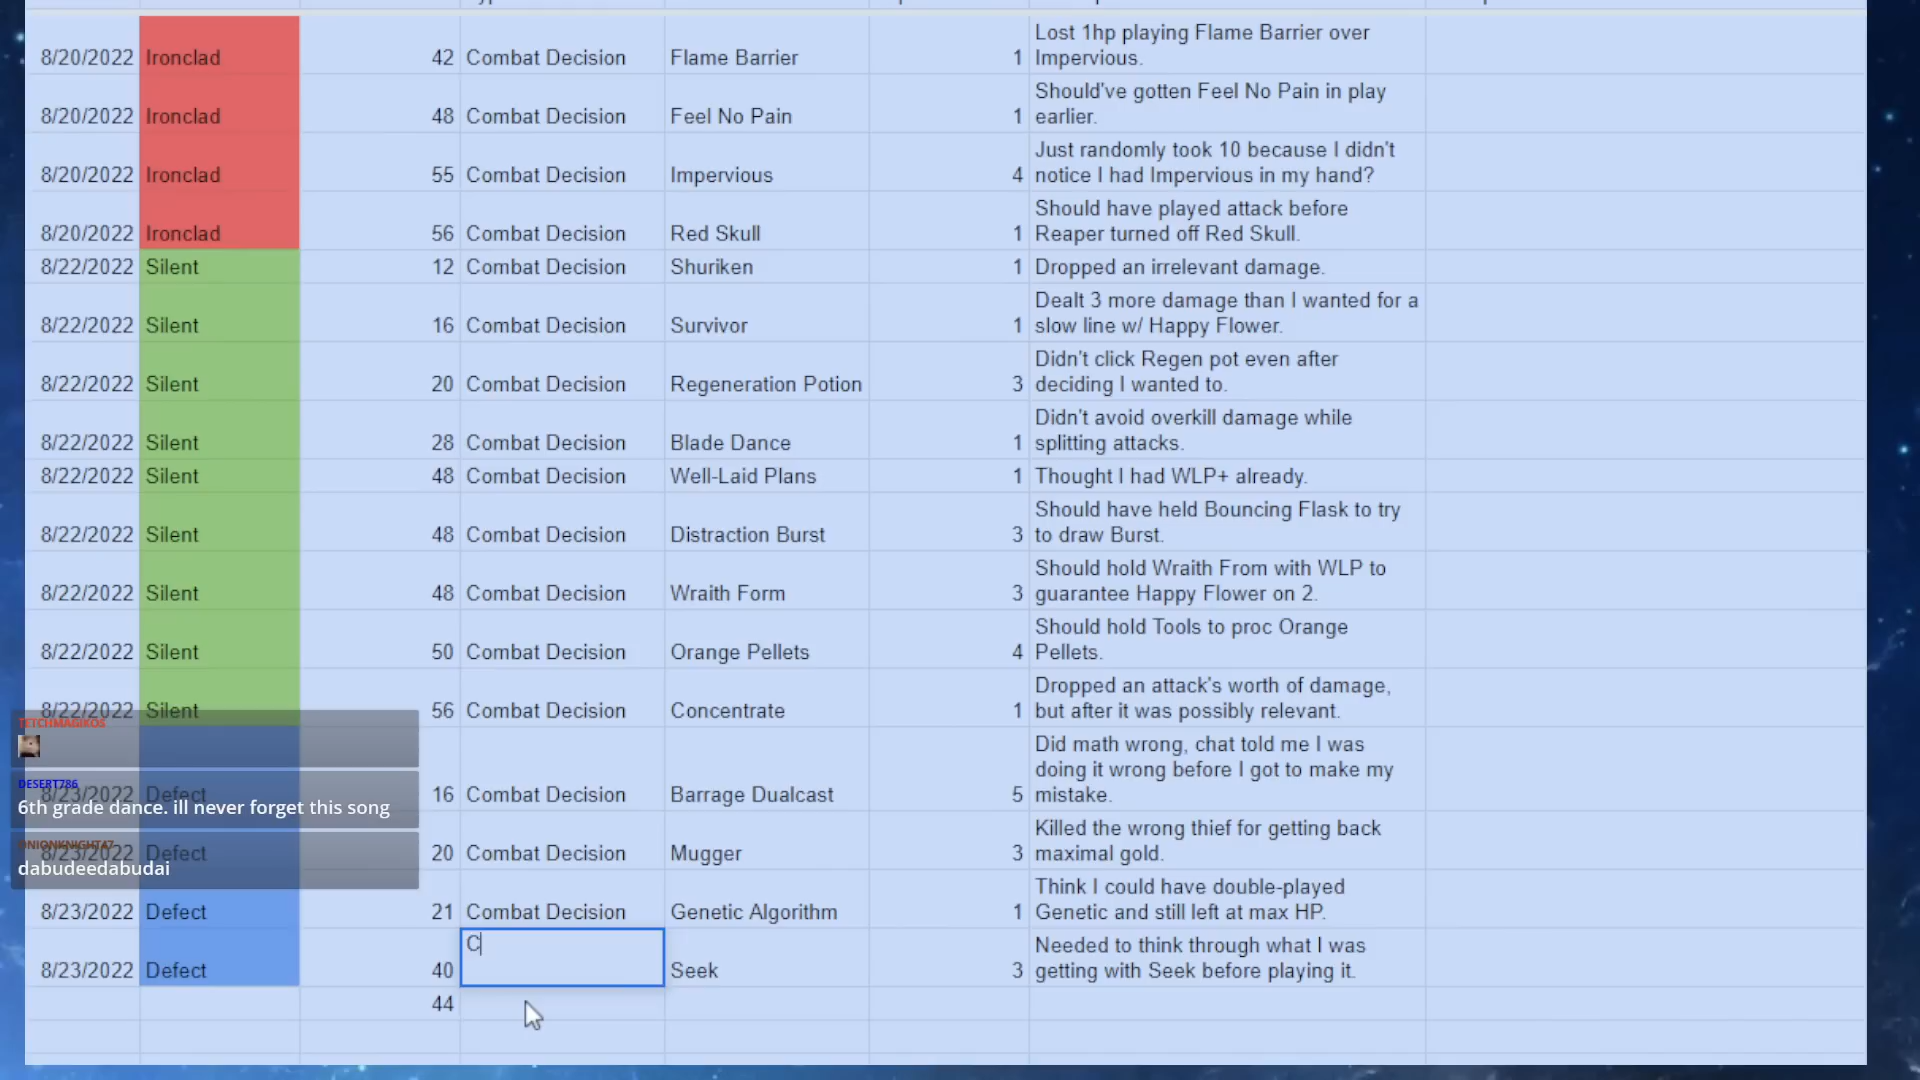 8/20/2022 Ironclad 42 Combat Decision Flame Barrier 1 Lost 1hp playing Flame Barrier over
Impervious.
8/20/2022 Ironclad 48 Combat Decision Feel No Pain 1 Should've gotten Feel No Pain in play
earlier.
8/20/2022 Ironclad 55 Combat Decision Impervious 4 Just randomly took 10 because I didn't
notice I had Impervious in my hand?
8/20/2022 Ironclad 56 Combat Decision Red Skull 1 Should have played attack before
Reaper turned off Red Skull.
8/22/2022 Silent 12 Combat Decision Shuriken 1 Dropped an irrelevant damage.
8/22/2022 Silent 16 Combat Decision Survivor 1 Dealt 3 more damage than I wanted for a
slow line w/ Happy Flower.
8/22/2022 Silent 20 Combat Decision Regeneration Potion 3 Didn't click Regen pot even after
deciding I wanted to.
8/22/2022 Silent 28 Combat Decision Blade Dance 1 Didn't avoid overkill damage while
splitting attacks.
8/22/2022 Silent 48 Combat Decision Well-Laid Plans 1 Thought I had WLP+ already.
8/22/2022 Silent 48 Combat Decision Distraction Burst 3 Should have held Bouncing Flask to try
to draw Burst.
8/22/2022 Silent 48 Combat Decision Wraith Form 3 Should hold Wraith From with WLP to
guarantee Happy Flower on 2.
8/22/2022 Silent 50 Combat Decision Orange Pellets 4 Should hold Tools to proc Orange
Pellets.
8/22/2022 Silent 56 Combat Decision Concentrate 1 Dropped an attack's worth of damage,
but after it was possibly relevant.
8/23/2022 Defect 16 Combat Decision Barrage Dualcast 5 Did math wrong, chat told me I was
doing it wrong before I got to make my
mistake.
8/23/2022 Defect 20 Combat Decision Mugger 3 Killed the wrong thief for getting back
maximal gold.
8/23/2022 Defect 21 Combat Decision Genetic Algorithm 1 Think I could have double-played
Genetic and still left at max HP.
8/23/2022 Defect 40 C Seek 3 Needed to think through what I was
getting with Seek before playing it.
44
DESERT786
6th grade dance. ill never forget this song
dabudeedabudai